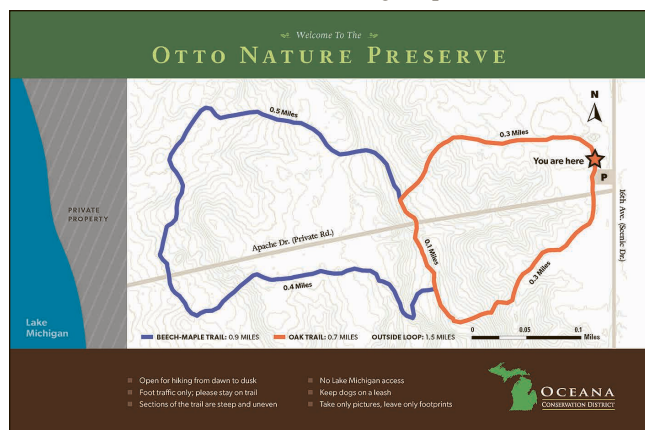 Welcome To The
OTTO NATURE PRESERVE
0.5 Miles
0.3 Miles
N
You are here
P
PRIVATE
PROPERTY
Apache Dr. (Private Rd.)
0.1 Miles
16th Ave. (Scenic Dr.)
0.3 Miles
0.4 Miles
Lake
Michigan
BEECH-MAPLE TRAIL: 0.9 MILES OAK TRAIL: 0.7 MILES OUTSIDE LOOP: 1.5 MILES
0 0.05 0.1
Miles
Open for hiking from dawn to dusk
Foot traffic only; please stay on trail
Sections of the trail are steep and uneven
No Lake Michigan access
Keep dogs on a leash
Take only pictures, leave only footprints
OCEANA
CONSERVATION DISTRICT